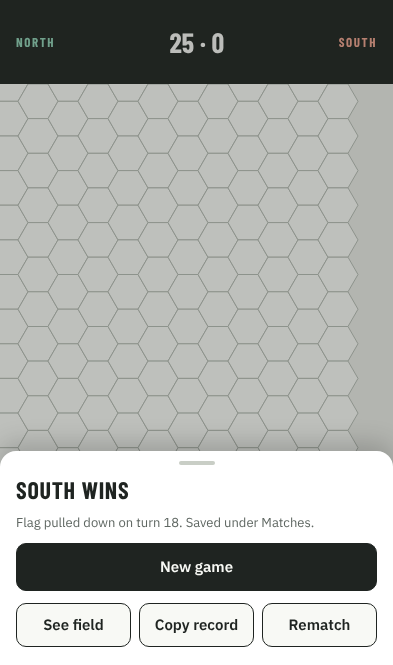 NORTH 25 · 0 SOUTH
SOUTH WINS
Flag pulled down on turn 18. Saved under Matches.
New game
See field Copy record Rematch